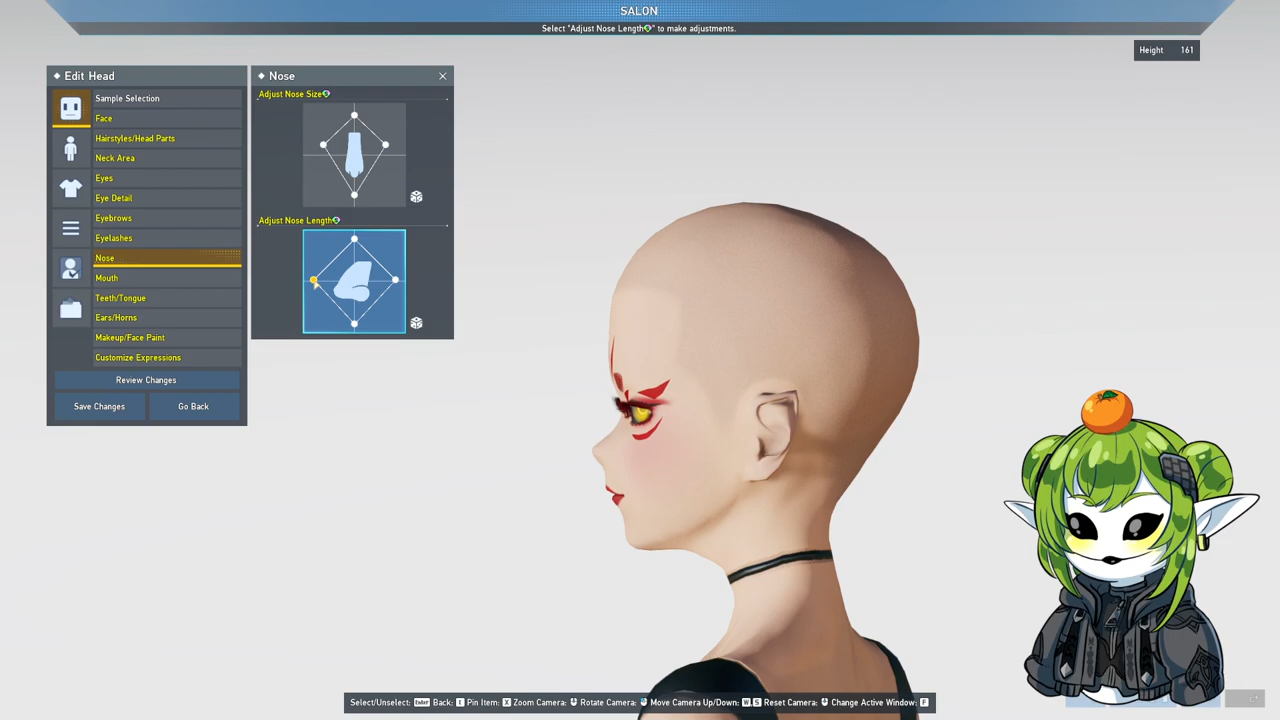 SALON
Select "Adjust Nose Length" to make adjustments.
Height 161
Edit Head
Sample Selection
Face
Hairstyles/Head Parts
Neck Area
Eyes
Eye Detail
Eyebrows
Eyelashes
Nose
Mouth
Teeth/Tongue
Ears/Horns
Makeup/Face Paint
Customize Expressions
Review Changes
Save Changes
Go Back
Nose
Adjust Nose Size
Adjust Nose Length
Select/Unselect: Enter Back: E Pin Item: X Zoom Camera: Rotate Camera: Move Camera Up/Down: W, S Reset Camera: Change Active Window: F